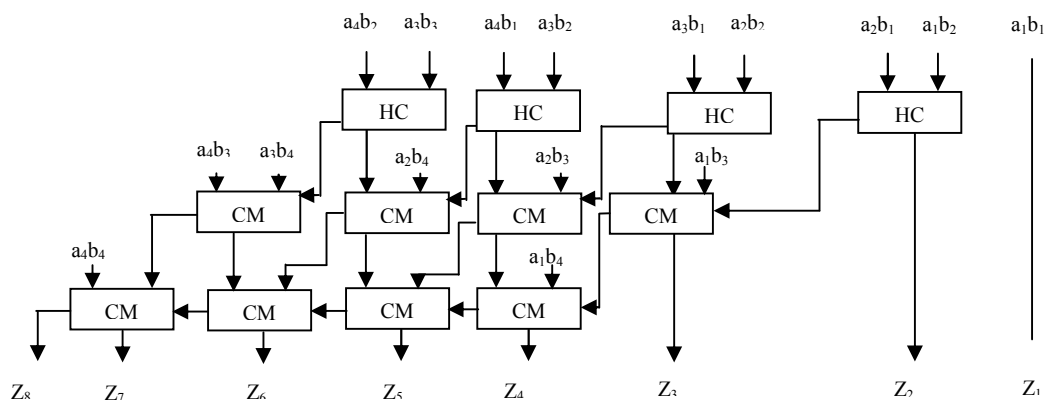 a₄b₂ a₃b₃ a₄b₁ a₃b₂ a₃b₁ a₂b₂ a₂b₁ a₁b₂ a₁b₁
HC HC HC HC
a₄b₃ a₃b₄ a₂b₄ a₂b₃ a₁b₃
CM CM CM CM
a₄b₄ a₁b₄
CM CM CM CM
Z₈ Z₇ Z₆ Z₅ Z₄ Z₃ Z₂ Z₁